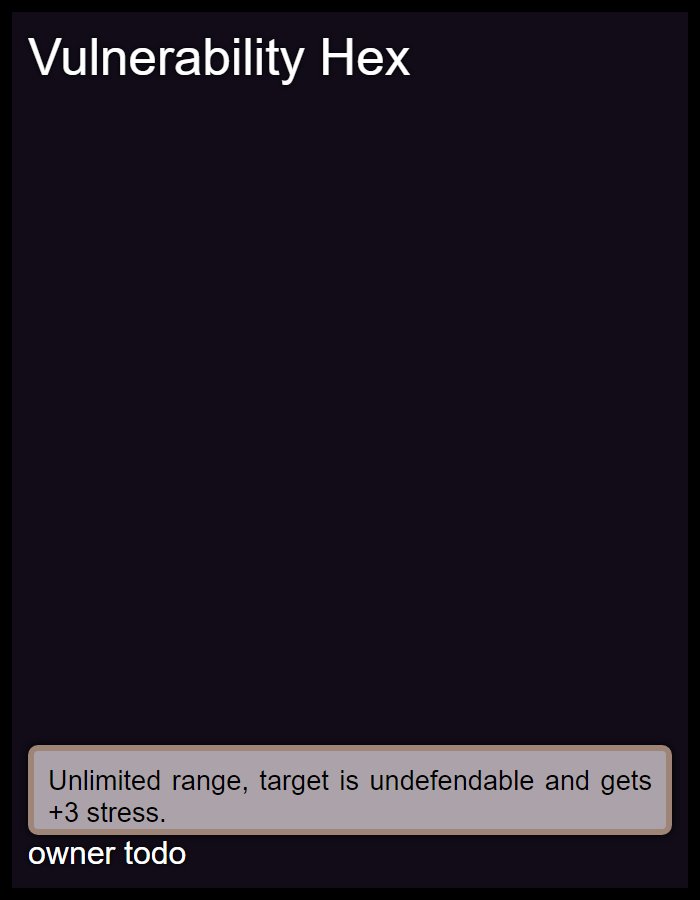 Vulnerability Hex
Unlimited range, target is undefendable and gets
+3 stress.
owner todo